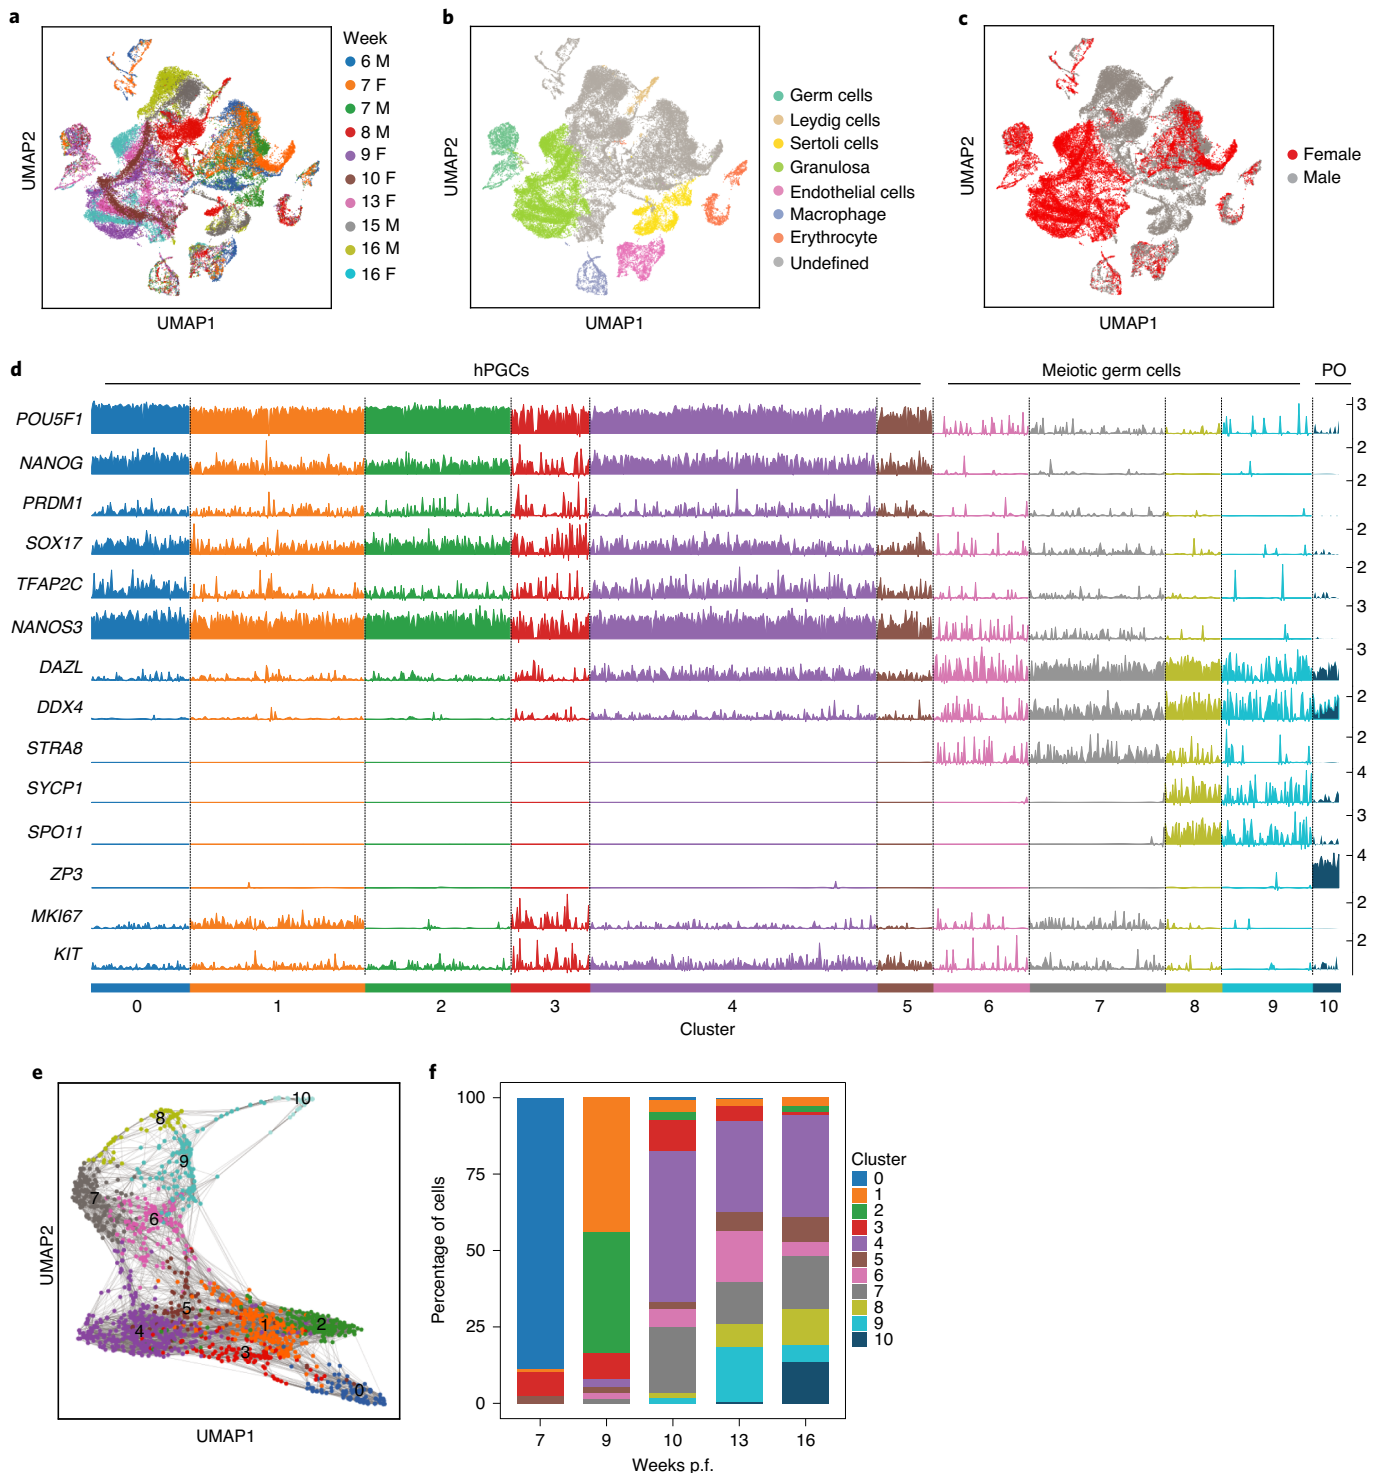 a
Week
6 M
7 F
7 M
8 M
9 F
10 F
13 F
15 M
16 M
16 F
UMAP2
UMAP1
b
Germ cells
Leydig cells
Sertoli cells
Granulosa
Endothelial cells
Macrophage
Erythrocyte
Undefined
UMAP2
UMAP1
c
Female
Male
UMAP2
UMAP1
d
hPGCs
Meiotic germ cells
PO
POU5F1
3
NANOG
2
PRDM1
2
SOX17
2
TFAP2C
2
NANOS3
3
DAZL
3
DDX4
2
STRA8
2
SYCP1
4
SPO11
3
ZP3
4
MKI67
2
KIT
2
0 1 2 3 4 5 6 7 8 9 10
Cluster
e
10
8
9
7
6
5
4
1
2
3
0
UMAP2
UMAP1
f
100
75
50
25
0
Percentage of cells
7 9 10 13 16
Weeks p.f.
Cluster
0
1
2
3
4
5
6
7
8
9
10